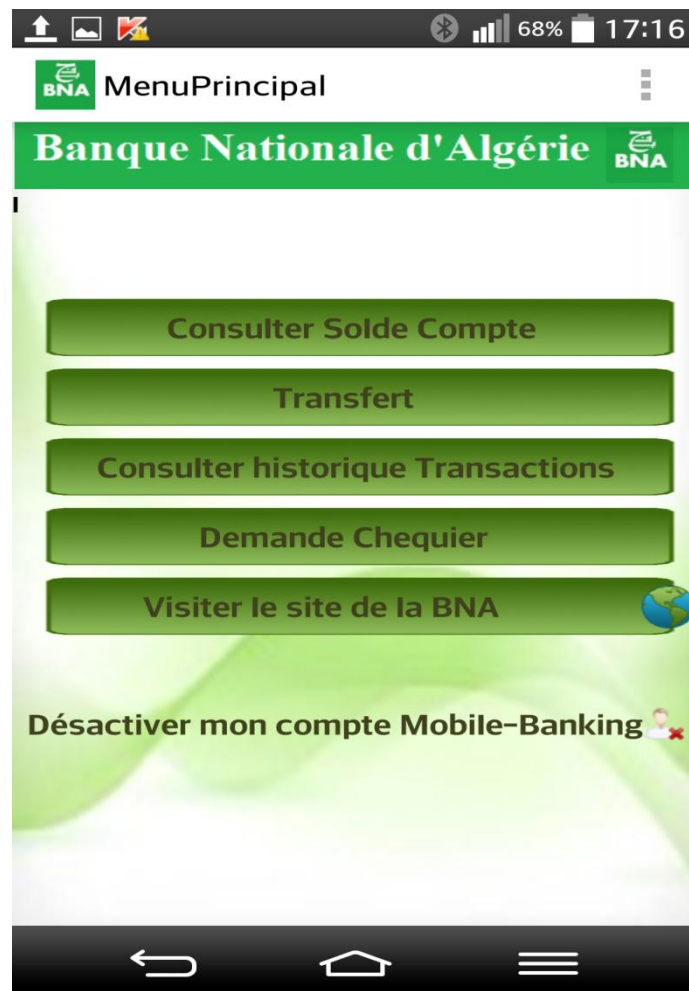 68% 17:16
BNA MenuPrincipal
Banque Nationale d'Algérie BNA
Consulter Solde Compte
Transfert
Consulter historique Transactions
Demande Chequier
Visiter le site de la BNA
Désactiver mon compte Mobile-Banking